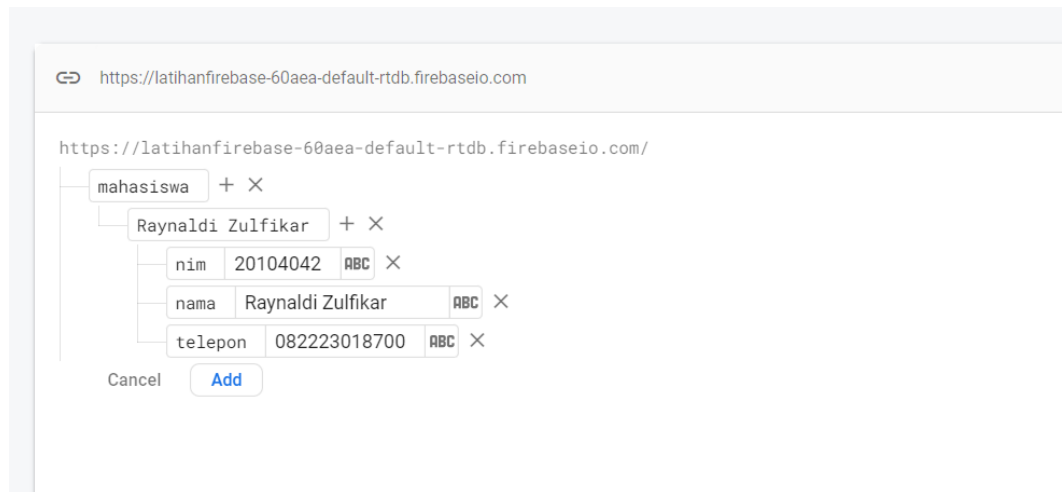 https://latihanfirebase-60aea-default-rtdb.firebaseio.com
https://latihanfirebase-60aea-default-rtdb.firebaseio.com/
mahasiswa + ×
Raynaldi Zulfikar + ×
nim 20104042 ABC ×
nama Raynaldi Zulfikar ABC ×
telepon 082223018700 ABC ×
Cancel Add